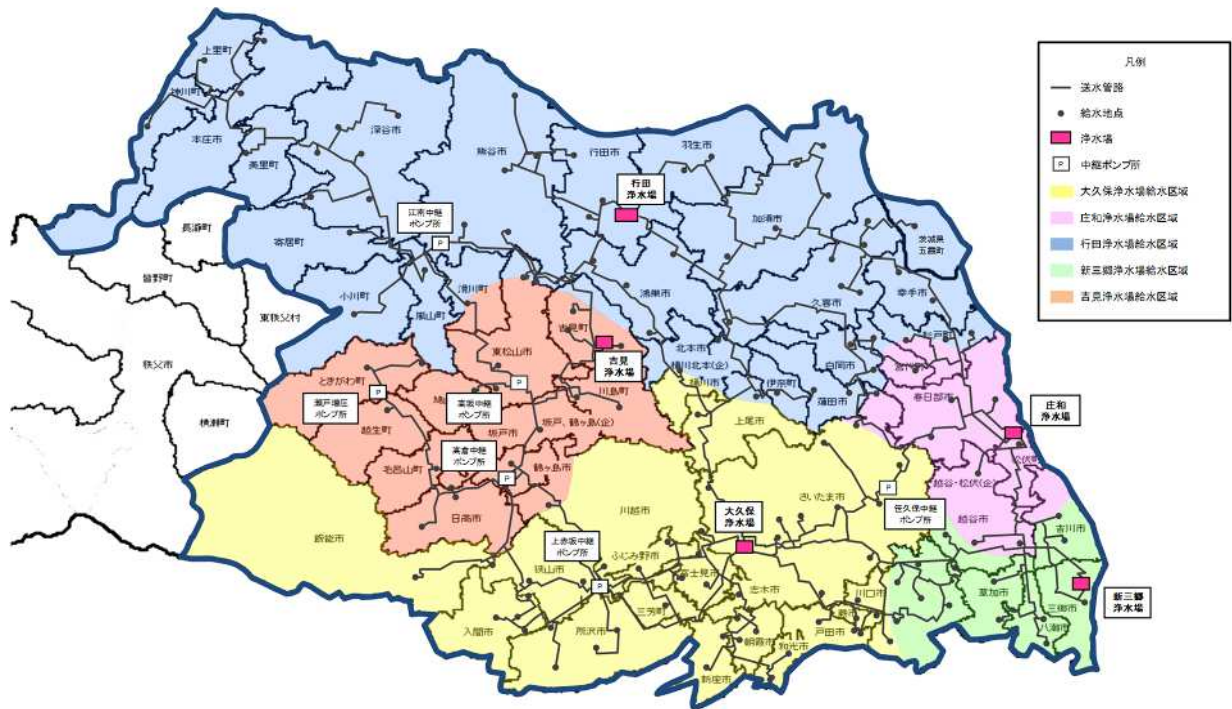 凡例
送水管路
給水地点
浄水場
P
中継ポンプ所
大久保浄水場給水区域
庄和浄水場給水区域
行田浄水場給水区域
新三郷浄水場給水区域
吉見浄水場給水区域
上里町
神川町
本庄市
美里町
深谷市
熊谷市
行田市
羽生市
行田
浄水場
加須市
茨城県
五霞町
長瀞町
寄居町
江南中継
ポンプ所
P
皆野町
小川町
滑川町
嵐山町
鴻巣市
久喜市
幸手市
東秩父村
秩父市
横瀬町
吉見町
東松山市
吉見
浄水場
北本市
桶川北本(企)
桶川市
伊奈町
白岡市
蓮田市
杉戸町
宮代町
春日部市
庄和
浄水場
松伏町
ときがわ町
P
瀬戸増圧
ポンプ所
高坂中継
ポンプ所
P
川島町
越生町
坂戸市
坂戸、鶴ヶ島(企)
高倉中継
ポンプ所
P
鶴ヶ島市
毛呂山町
日高市
上尾市
さいたま市
P
笹久保中継
ポンプ所
越谷・松伏(企)
越谷市
吉川市
飯能市
川越市
大久保
浄水場
上赤坂中継
ポンプ所
P
ふじみ野市
狭山市
富士見市
三芳町
志木市
川口市
蕨市
戸田市
草加市
三郷市
八潮市
新三郷
浄水場
入間市
所沢市
朝霞市
和光市
新座市